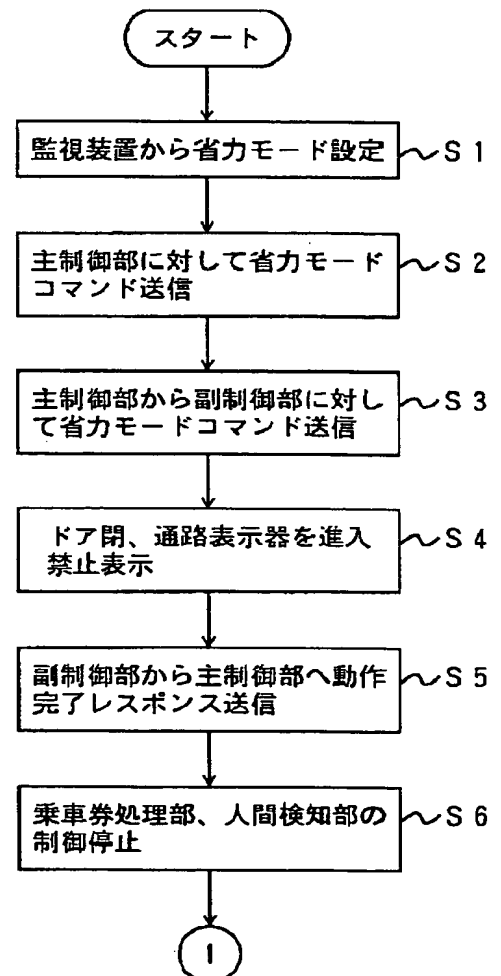 スタート
監視装置から省力モード設定 S1
主制御部に対して省力モード
コマンド送信 S2
主制御部から副制御部に対し
て省力モードコマンド送信 S3
ドア閉、通路表示器を進入
禁止表示 S4
副制御部から主制御部へ動作
完了レスポンス送信 S5
乗車券処理部、人間検知部の
制御停止 S6
1